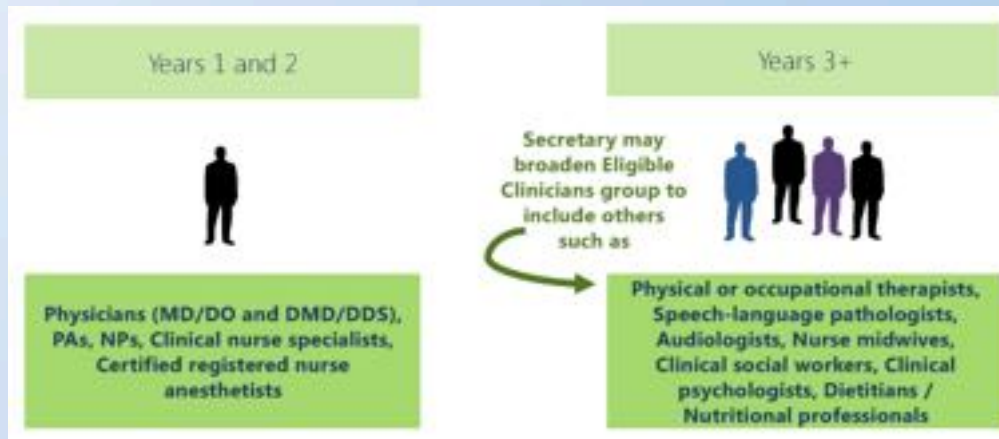 Years 1 and 2
Physicians (MD/DO and DMD/DDS),
PAs, NPs, Clinical nurse specialists,
Certified registered nurse
anesthetists
Secretary may
broaden Eligible
Clinicians group to
include others
such as
Years 3+
Physical or occupational therapists,
Speech-language pathologists,
Audiologists, Nurse midwives,
Clinical social workers, Clinical
psychologists, Dietitians /
Nutritional professionals